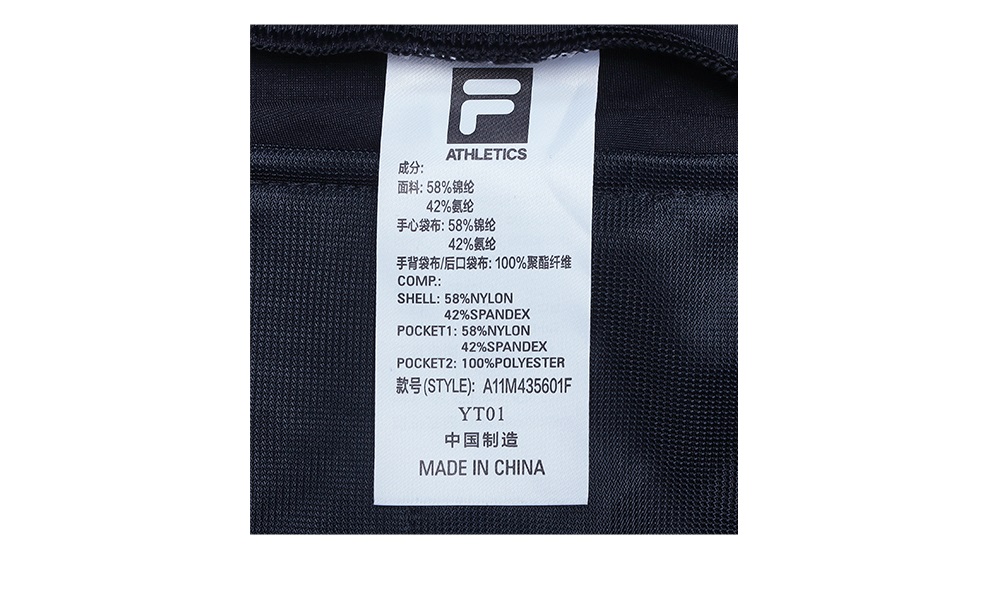 F
ATHLETICS
成分:
面料: 58%锦纶
42%氨纶
手心袋布: 58%锦纶
42%氨纶
手背袋布/后口袋布: 100%聚酯纤维
COMP.:
SHELL: 58%NYLON
42%SPANDEX
POCKET1: 58%NYLON
42%SPANDEX
POCKET2: 100%POLYESTER
款号(STYLE): A11M435601F
YT01
中国制造
MADE IN CHINA